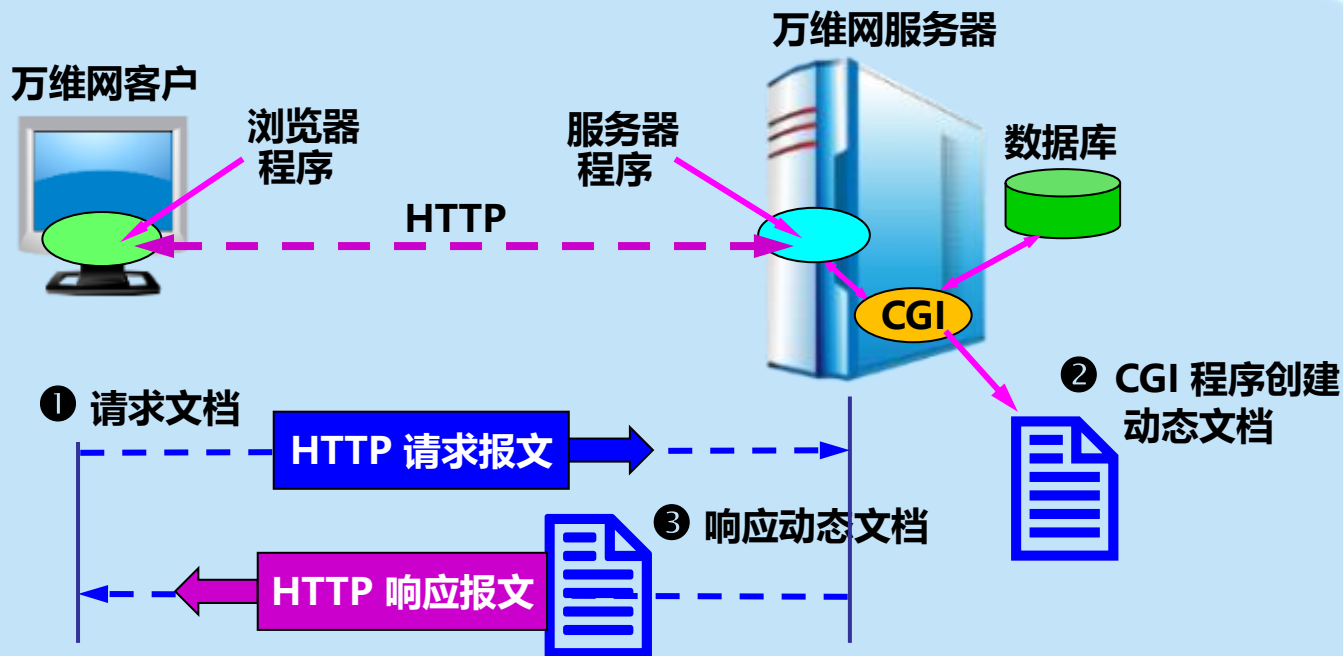 万维网服务器
万维网客户
浏览器
程序
服务器
程序
数据库
HTTP
CGI
❶ 请求文档
❷ CGI 程序创建
动态文档
HTTP 请求报文
❸ 响应动态文档
HTTP 响应报文